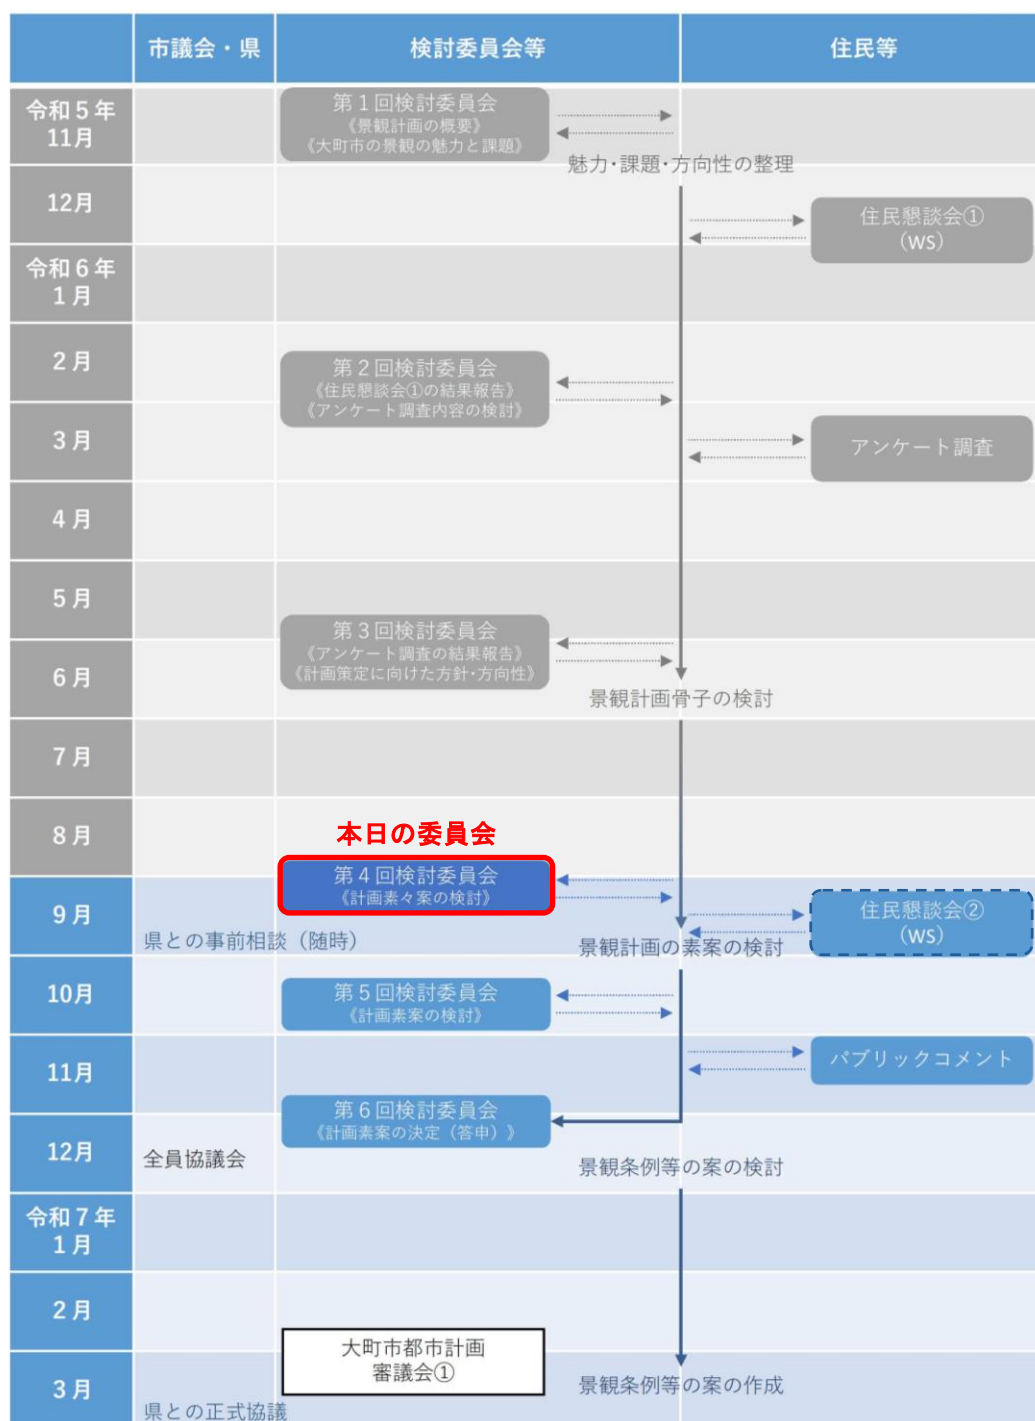 市議会・県
検討委員会等
住民等
令和5年
11月
第1回検討委員会
《景観計画の概要》
《大町市の景観の魅力と課題》
魅力・課題・方向性の整理
12月
住民懇談会①
(WS)
令和6年
1月
2月
第2回検討委員会
《住民懇談会①の結果報告》
《アンケート調査内容の検討》
3月
アンケート調査
4月
5月
第3回検討委員会
《アンケート調査の結果報告》
《計画策定に向けた方針・方向性》
6月
景観計画骨子の検討
7月
8月
本日の委員会
第4回検討委員会
《計画素々案の検討》
9月
住民懇談会②
(WS)
県との事前相談(随時)
景観計画の素案の検討
10月
第5回検討委員会
《計画素案の検討》
11月
パブリックコメント
第6回検討委員会
《計画素案の決定(答申)》
12月
全員協議会
景観条例等の案の検討
令和7年
1月
2月
大町市都市計画
審議会①
3月
景観条例等の案の作成
県との正式協議